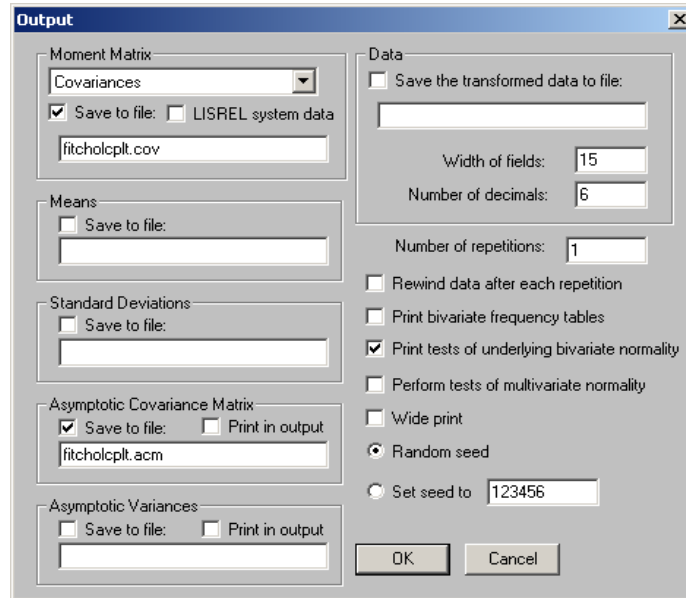 Output
Moment Matrix
Covariances
Save to file: LISREL system data
fitcholcplt.cov
Means
Save to file:
Standard Deviations
Save to file:
Asymptotic Covariance Matrix
Save to file: Print in output
fitcholcplt.acm
Asymptotic Variances
Save to file: Print in output
Data
Save the transformed data to file:
Width of fields: 15
Number of decimals: 6
Number of repetitions: 1
Rewind data after each repetition
Print bivariate frequency tables
Print tests of underlying bivariate normality
Perform tests of multivariate normality
Wide print
Random seed
Set seed to 123456
OK Cancel